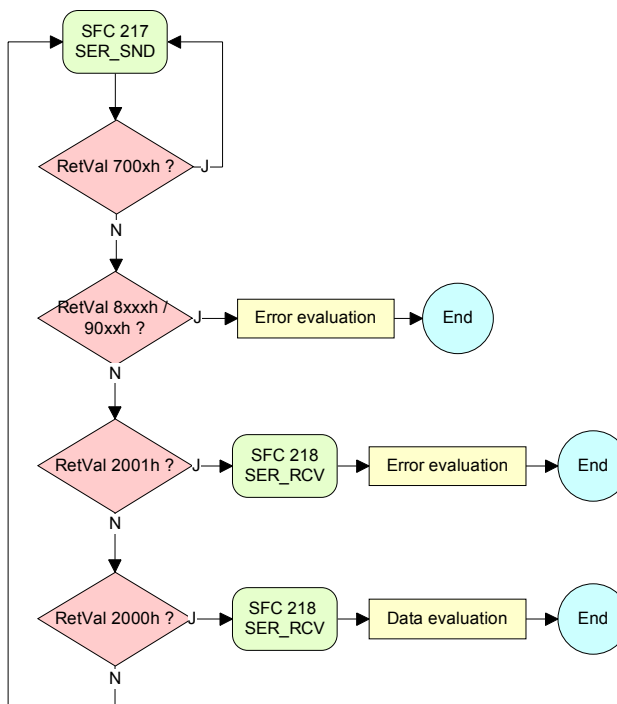 SFC 217
SER_SND
RetVal 700xh ?
J
N
RetVal 8xxxh /
90xxh ?
J
Error evaluation
End
N
RetVal 2001h ?
J
SFC 218
SER_RCV
Error evaluation
End
N
RetVal 2000h ?
J
SFC 218
SER_RCV
Data evaluation
End
N